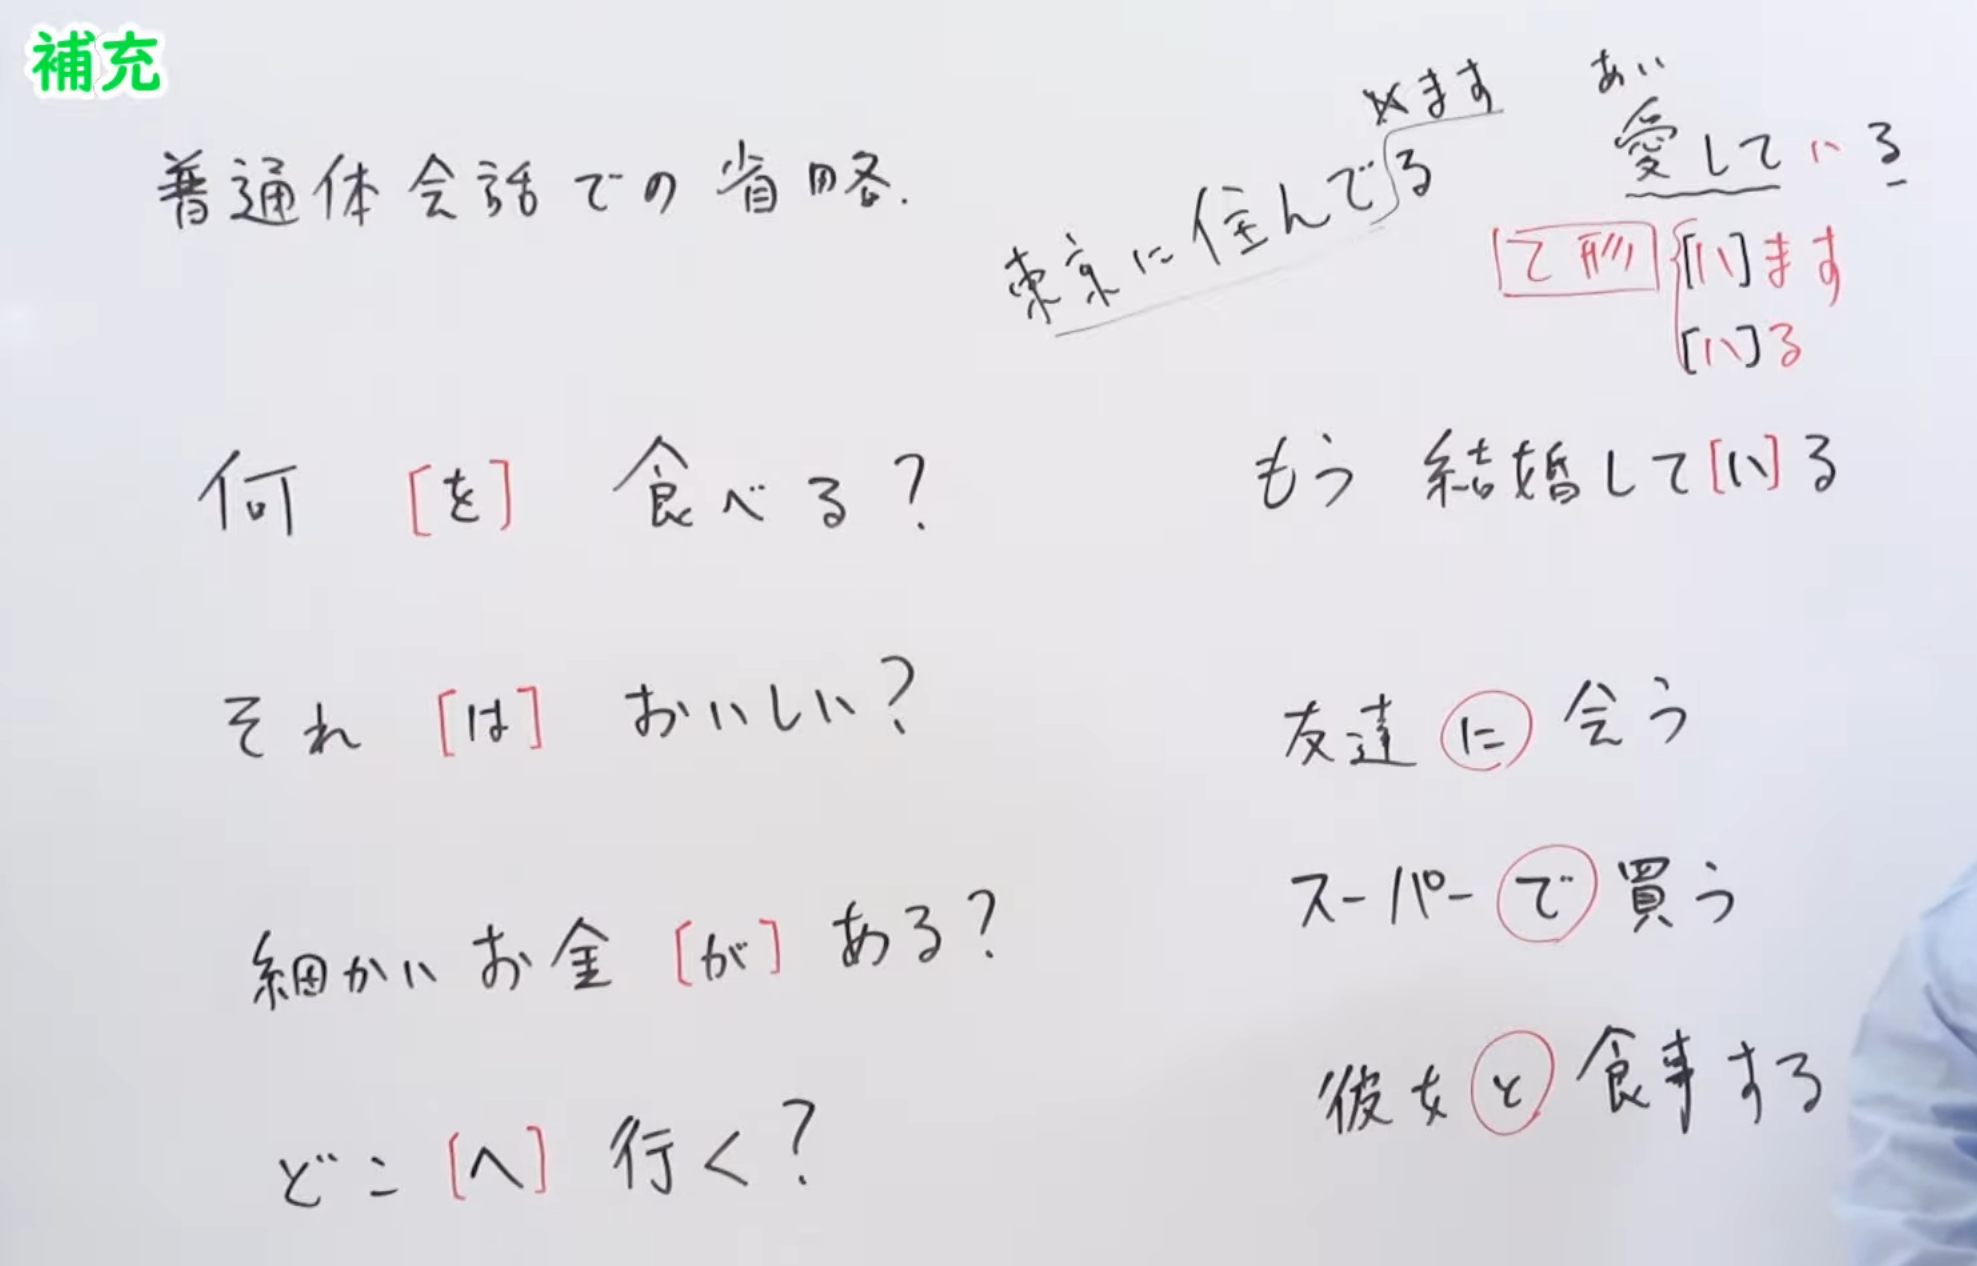 補充
普通体会話での省略.
東京に住んでる
ます
あい
愛している
て形 [い]ます
[い]る
何 [を] 食べる?
もう 結婚して[い]る
それ [は] おいしい?
友達 に 会う
細かいお金 [が] ある?
スーパー で 買う
どこ [へ] 行く?
彼女 と 食事する